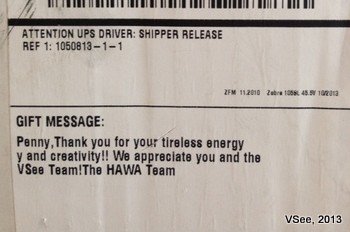 ATTENTION UPS DRIVER: SHIPPER RELEASE
REF 1: 1050813-1-1
ZFM 11.2010 Zebra 105SL 45.5V 10/2013
GIFT MESSAGE:
Penny,Thank you for your tireless energy
y and creativity!! We appreciate you and the
VSee Team!The HAWA Team
VSee, 2013